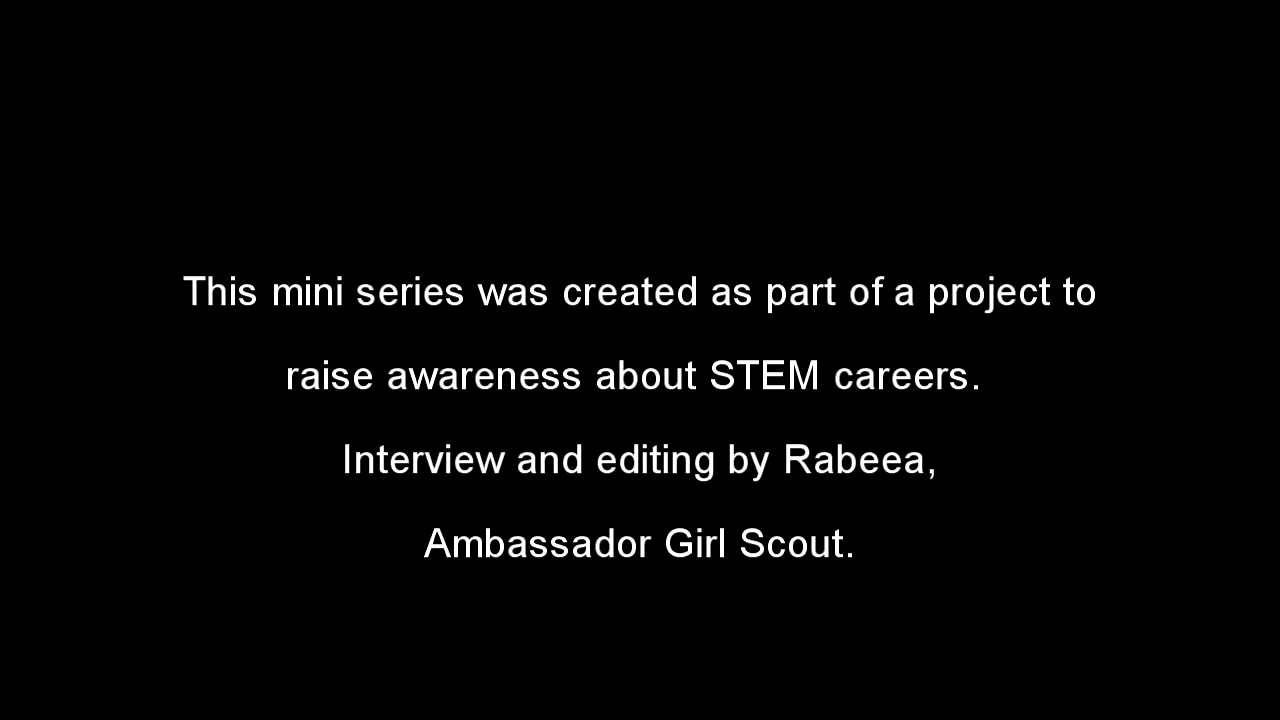 This mini series was created as part of a project to
raise awareness about STEM careers.
Interview and editing by Rabeea,
Ambassador Girl Scout.